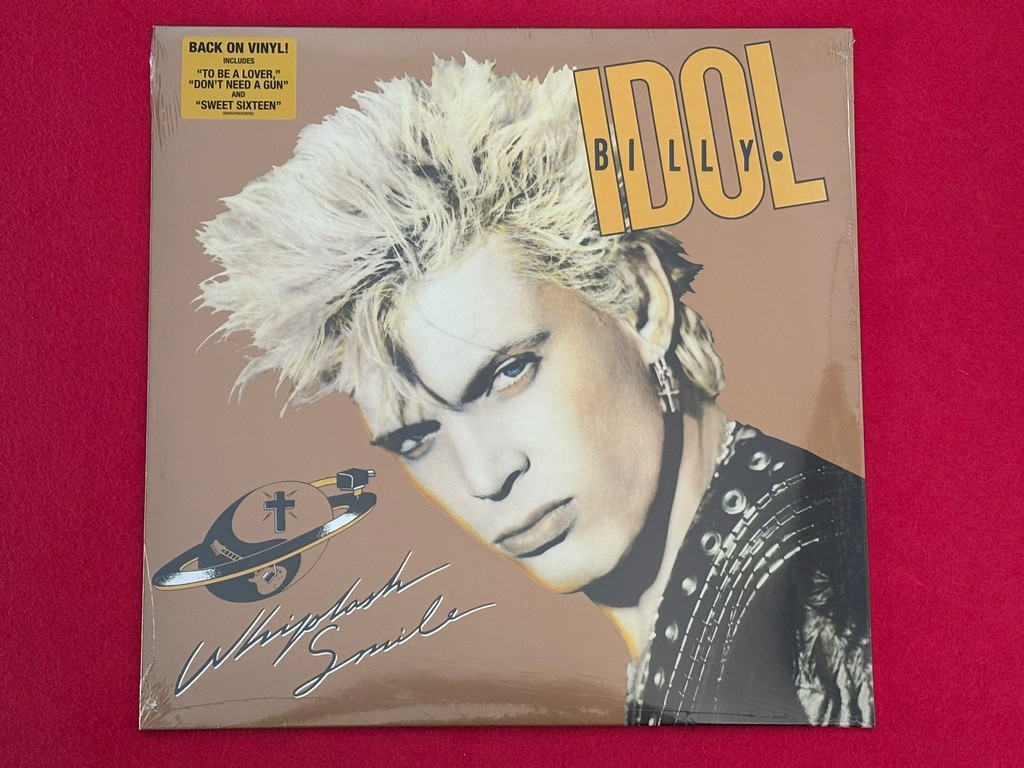 BACK ON VINYL!
INCLUDES
“TO BE A LOVER,”
“DON’T NEED A GUN”
AND
“SWEET SIXTEEN”
IDOL
BILLY.
Whiplash
Smile